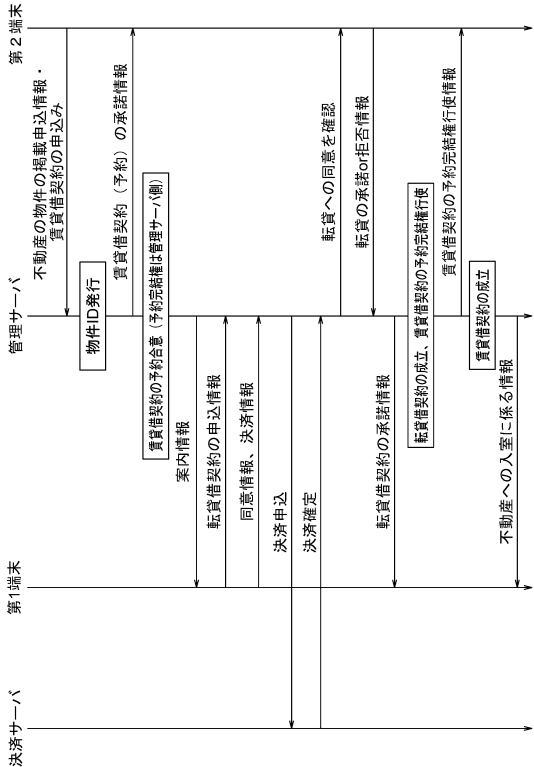 決済サーバ
第1端末
管理サーバ
第2端末
不動産の物件の掲載申込情報・
賃貸借契約の申込み
物件ID発行
賃貸借契約（予約）の承諾情報
賃貸借契約の予約合意（予約完結権は管理サーバ側）
案内情報
転貸借契約の申込情報
同意情報、決済情報
決済申込
決済確定
転貸への同意を確認
転貸の承諾or拒否情報
転貸借契約の承諾情報
転貸借契約の成立、賃貸借契約の予約完結権行使
賃貸借契約の予約完結権行使情報
賃貸借契約の成立
不動産への入室に係る情報